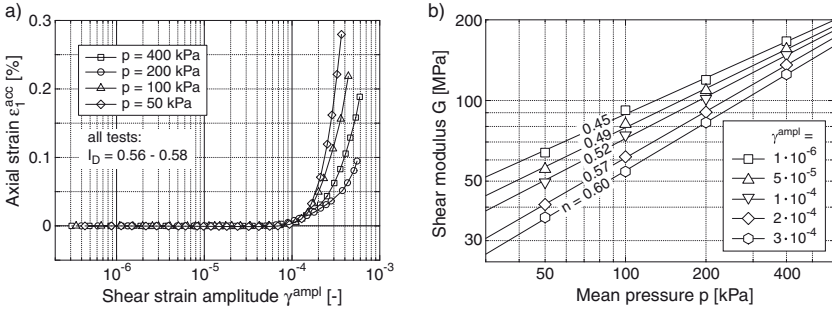 a)
0.3
0.2
0.1
0
Axial strain ε₁ᵃᶜᶜ [%]
p = 400 kPa
p = 200 kPa
p = 100 kPa
p = 50 kPa
all tests:
I_D = 0.56 - 0.58
10⁻⁶ 10⁻⁵ 10⁻⁴ 10⁻³
Shear strain amplitude γᵃᵐᵖˡ [-]
b)
200
100
50
25
Shear modulus G [MPa]
0.45
0.49
0.52
0.57
n = 0.60
γᵃᵐᵖˡ =
1·10⁻⁶
5·10⁻⁵
1·10⁻⁴
2·10⁻⁴
3·10⁻⁴
50 100 200 400
Mean pressure p [kPa]